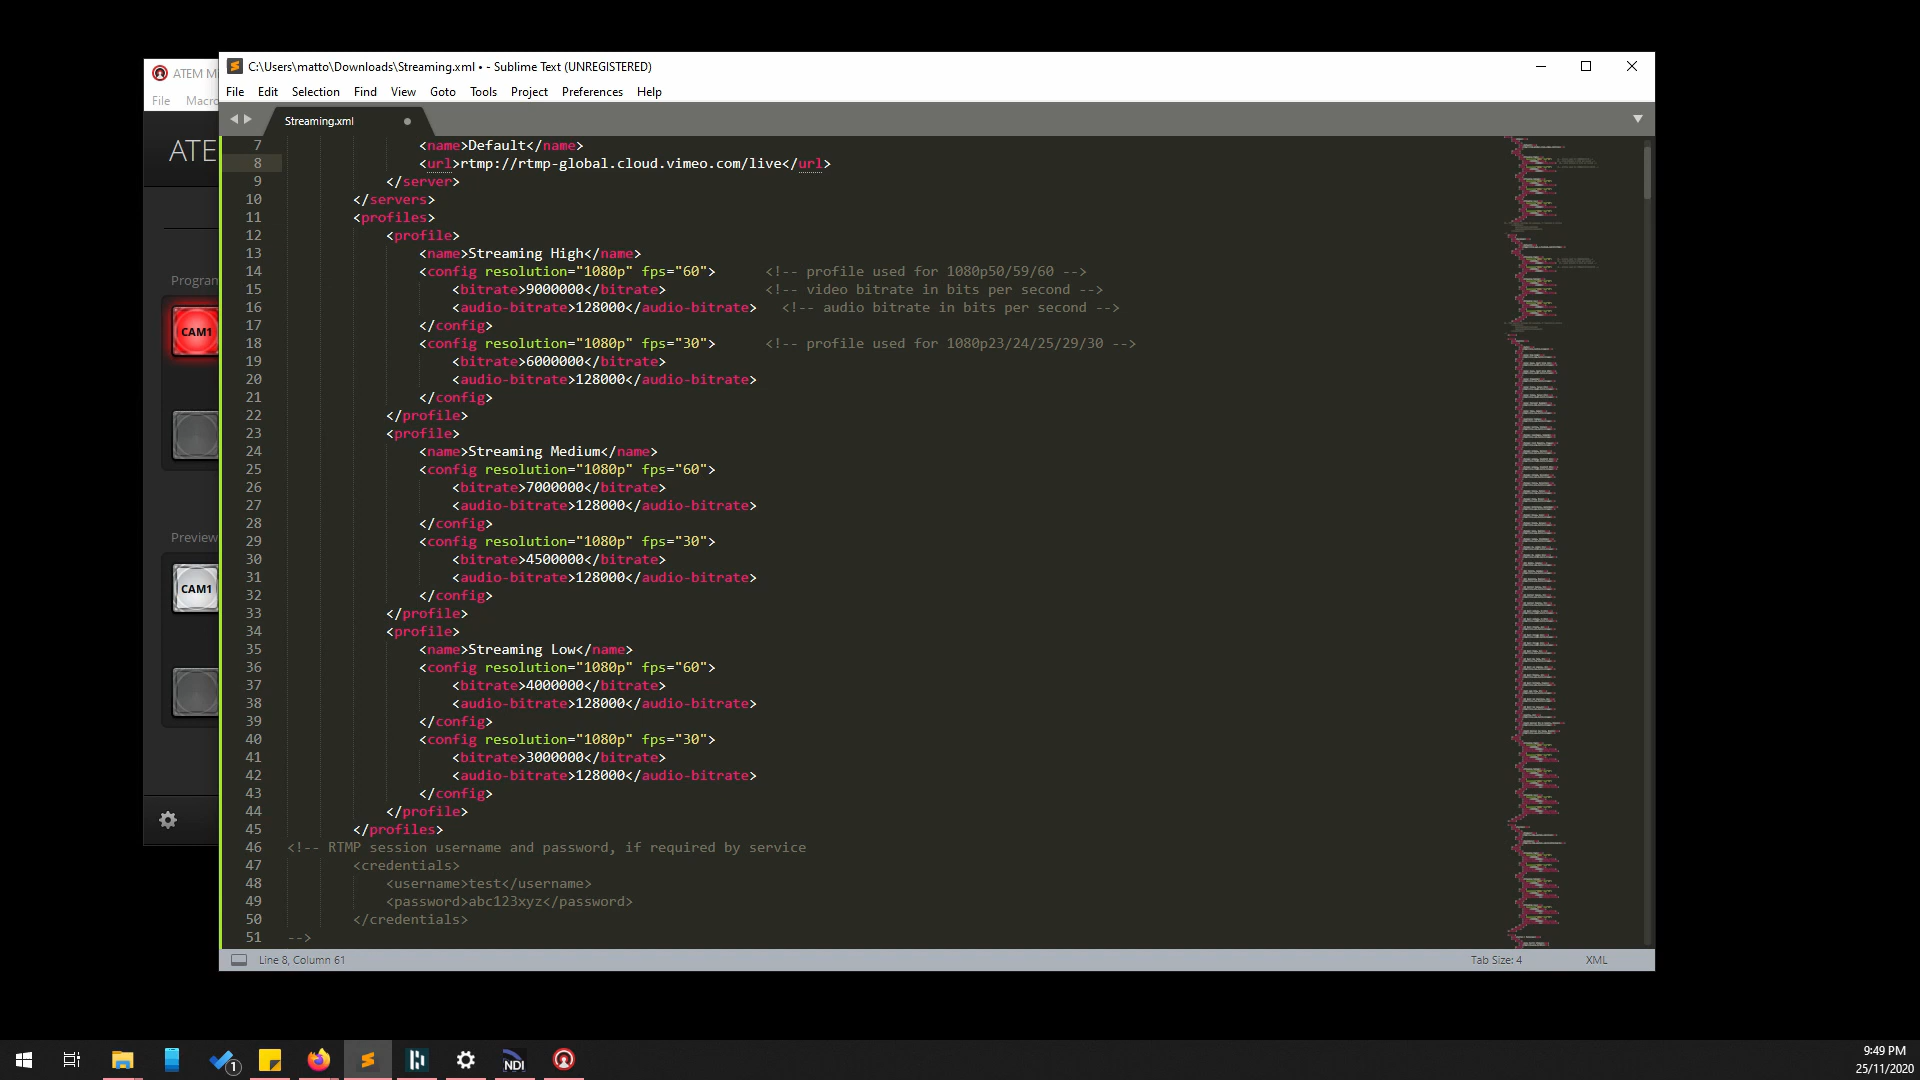 ATEM M
File Macro
ATE
Program
CAM1
Preview
CAM1
C:\Users\matto\Downloads\Streaming.xml • - Sublime Text (UNREGISTERED)
File Edit Selection Find View Goto Tools Project Preferences Help
Streaming.xml
7 <name>Default</name>
8 <url>rtmp://rtmp-global.cloud.vimeo.com/live</url>
9 </server>
10 </servers>
11 <profiles>
12 <profile>
13 <name>Streaming High</name>
14 <config resolution="1080p" fps="60"> <!-- profile used for 1080p50/59/60 -->
15 <bitrate>9000000</bitrate> <!-- video bitrate in bits per second -->
16 <audio-bitrate>128000</audio-bitrate> <!-- audio bitrate in bits per second -->
17 </config>
18 <config resolution="1080p" fps="30"> <!-- profile used for 1080p23/24/25/29/30 -->
19 <bitrate>6000000</bitrate>
20 <audio-bitrate>128000</audio-bitrate>
21 </config>
22 </profile>
23 <profile>
24 <name>Streaming Medium</name>
25 <config resolution="1080p" fps="60">
26 <bitrate>7000000</bitrate>
27 <audio-bitrate>128000</audio-bitrate>
28 </config>
29 <config resolution="1080p" fps="30">
30 <bitrate>4500000</bitrate>
31 <audio-bitrate>128000</audio-bitrate>
32 </config>
33 </profile>
34 <profile>
35 <name>Streaming Low</name>
36 <config resolution="1080p" fps="60">
37 <bitrate>4000000</bitrate>
38 <audio-bitrate>128000</audio-bitrate>
39 </config>
40 <config resolution="1080p" fps="30">
41 <bitrate>3000000</bitrate>
42 <audio-bitrate>128000</audio-bitrate>
43 </config>
44 </profile>
45 </profiles>
46 <!-- RTMP session username and password, if required by service
47 <credentials>
48 <username>test</username>
49 <password>abc123xyz</password>
50 </credentials>
51 -->
Line 8, Column 61 Tab Size: 4 XML
1
NDI
9:49 PM
25/11/2020